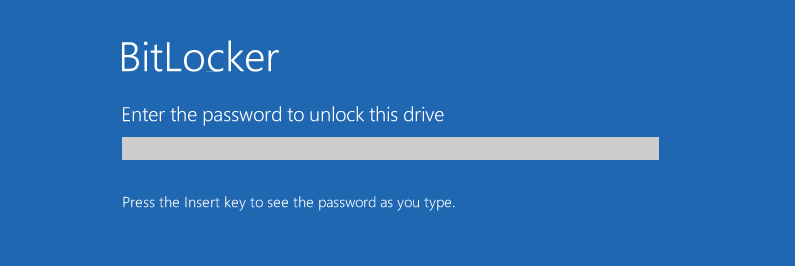 BitLocker
Enter the password to unlock this drive
Press the Insert key to see the password as you type.